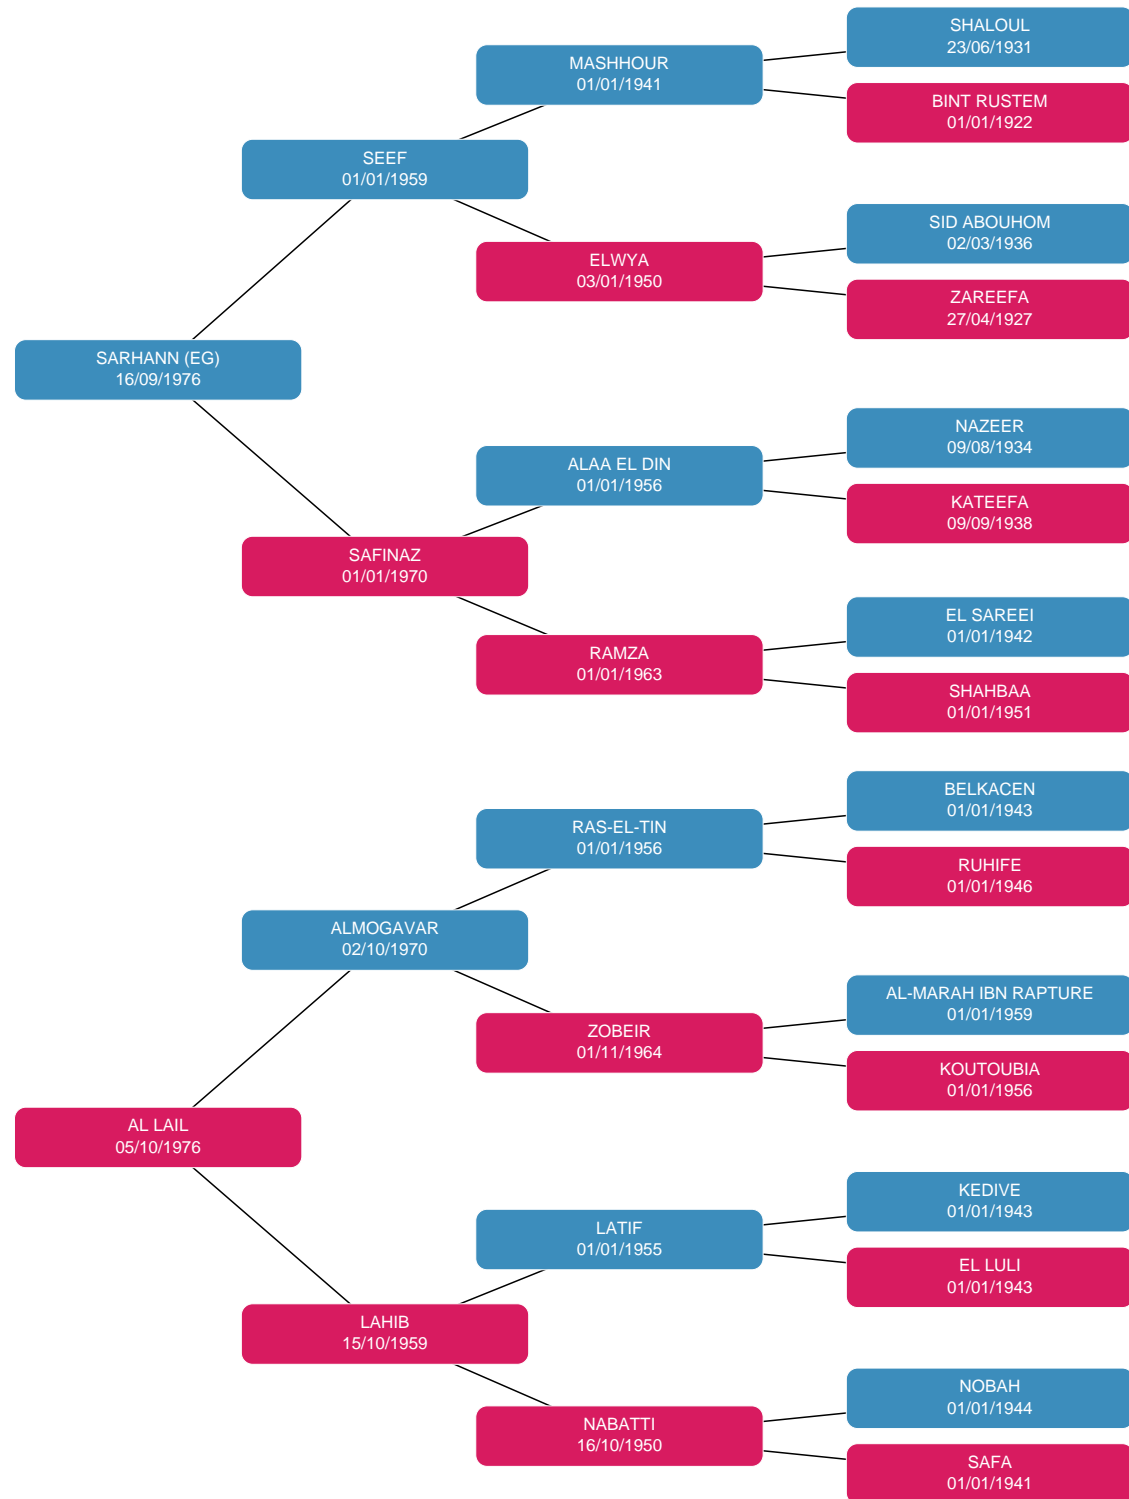 SHALOUL
23/06/1931
MASHHOUR
01/01/1941
BINT RUSTEM
01/01/1922
SEEF
01/01/1959
SID ABOUHOM
02/03/1936
ELWYA
03/01/1950
ZAREEFA
27/04/1927
SARHANN (EG)
16/09/1976
NAZEER
09/08/1934
ALAA EL DIN
01/01/1956
KATEEFA
09/09/1938
SAFINAZ
01/01/1970
EL SAREEI
01/01/1942
RAMZA
01/01/1963
SHAHBAA
01/01/1951
BELKACEN
01/01/1943
RAS-EL-TIN
01/01/1956
RUHIFE
01/01/1946
ALMOGAVAR
02/10/1970
AL-MARAH IBN RAPTURE
01/01/1959
ZOBEIR
01/11/1964
KOUTOUBIA
01/01/1956
AL LAIL
05/10/1976
KEDIVE
01/01/1943
LATIF
01/01/1955
EL LULI
01/01/1943
LAHIB
15/10/1959
NOBAH
01/01/1944
NABATTI
16/10/1950
SAFA
01/01/1941